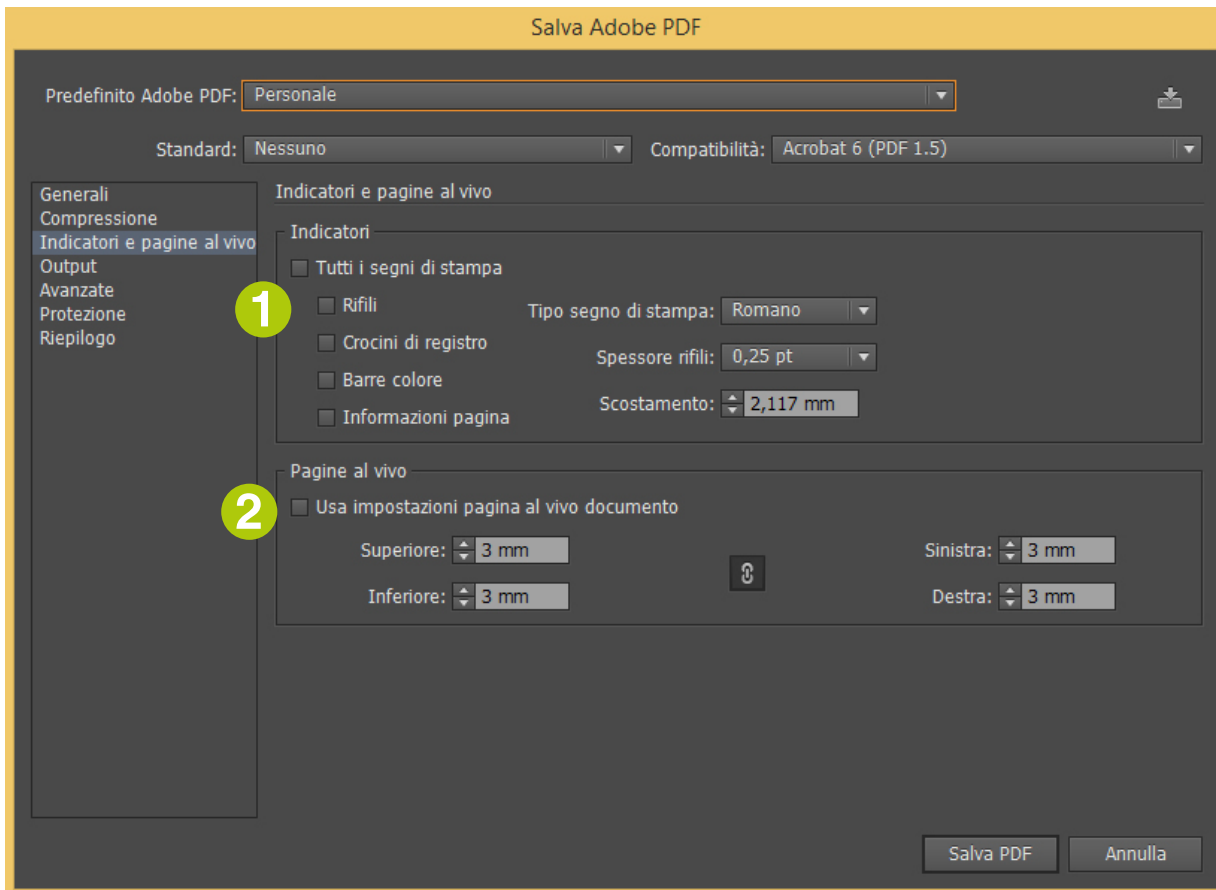 Salva Adobe PDF
Predefinito Adobe PDF: Personale
Standard: Nessuno Compatibilità: Acrobat 6 (PDF 1.5)
Generali
Compressione
Indicatori e pagine al vivo
Output
Avanzate
Protezione
Riepilogo
Indicatori e pagine al vivo
Indicatori
Tutti i segni di stampa
1
Rifili
Crocini di registro
Barre colore
Informazioni pagina
Tipo segno di stampa: Romano
Spessore rifili: 0,25 pt
Scostamento: 2,117 mm
Pagine al vivo
2
Usa impostazioni pagina al vivo documento
Superiore: 3 mm Sinistra: 3 mm
Inferiore: 3 mm Destra: 3 mm
Salva PDF Annulla